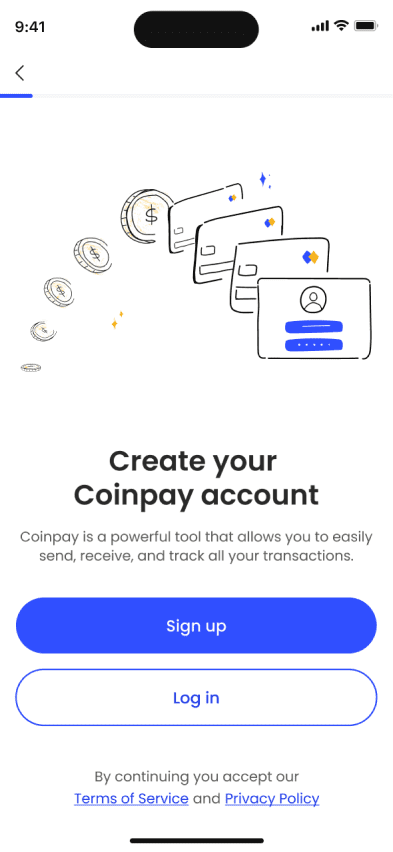 9:41
$
$
$
$
Create your
Coinpay account
Coinpay is a powerful tool that allows you to easily
send, receive, and track all your transactions.
Sign up
Log in
By continuing you accept our
Terms of Service and Privacy Policy